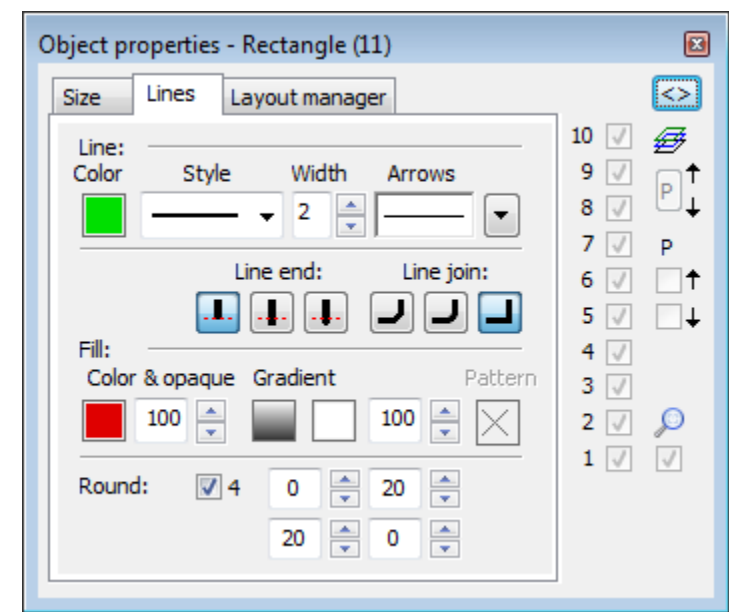 Object properties - Rectangle (11)
Size Lines Layout manager <>
Line:
Color Style Width Arrows
2
Line end: Line join:
Fill:
Color & opaque Gradient Pattern
100 100
Round: 4 0 20
20 0
10
9
8 P
7 P
6
5
4
3
2
1